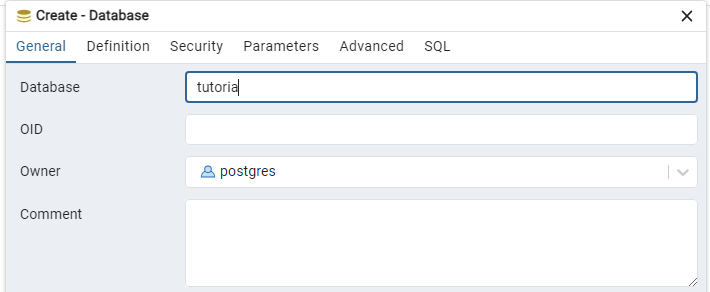 Create - Database
General Definition Security Parameters Advanced SQL
Database tutoria
OID
Owner postgres
Comment